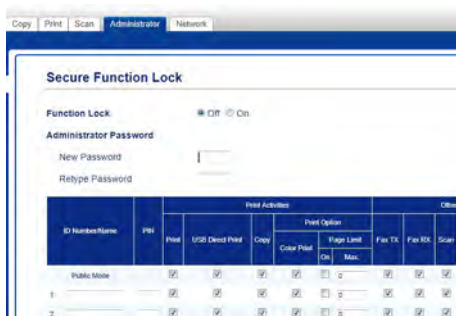 Copy Print Scan Administrator Network
Secure Function Lock
Function Lock Off On
Administrator Password
New Password
Retype Password
Print Activities
Print Option
ID Number/Name PIN Print USB Direct Print Copy Color Print Page Limit Fax TX Fax RX Scan
On Max.
Public Mode 0
1 0
2 0